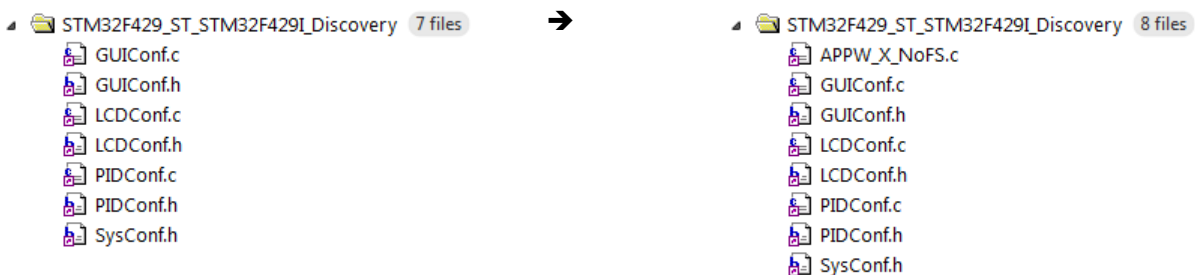 STM32F429_ST_STM32F429I_Discovery 7 files
GUIConf.c
GUIConf.h
LCDConf.c
LCDConf.h
PIDConf.c
PIDConf.h
SysConf.h
➔
STM32F429_ST_STM32F429I_Discovery 8 files
APPW_X_NoFS.c
GUIConf.c
GUIConf.h
LCDConf.c
LCDConf.h
PIDConf.c
PIDConf.h
SysConf.h